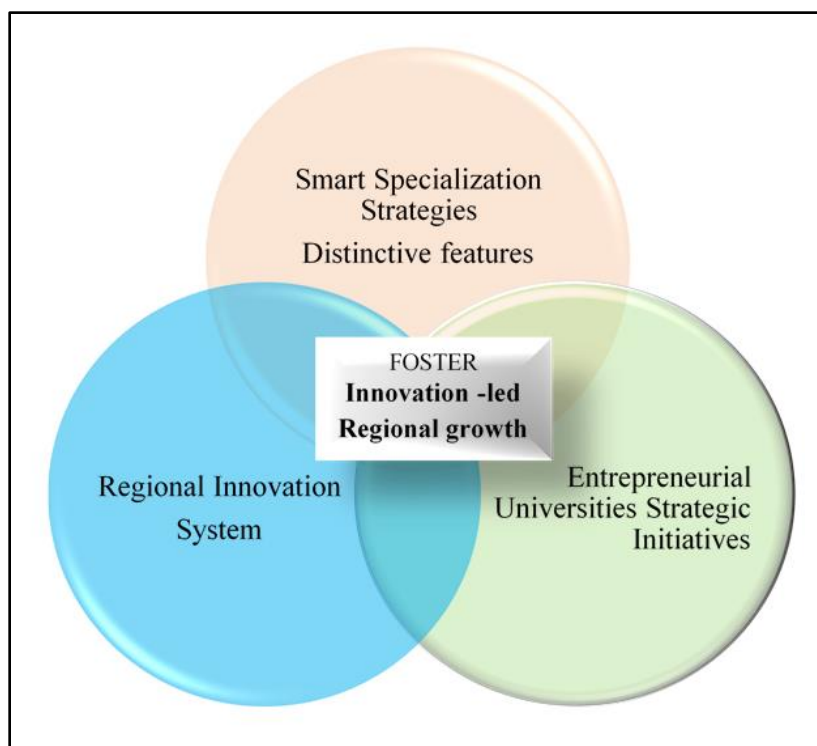 Smart Specialization
Strategies
Distinctive features
FOSTER
Innovation -led
Regional growth
Regional Innovation
System
Entrepreneurial
Universities Strategic
Initiatives